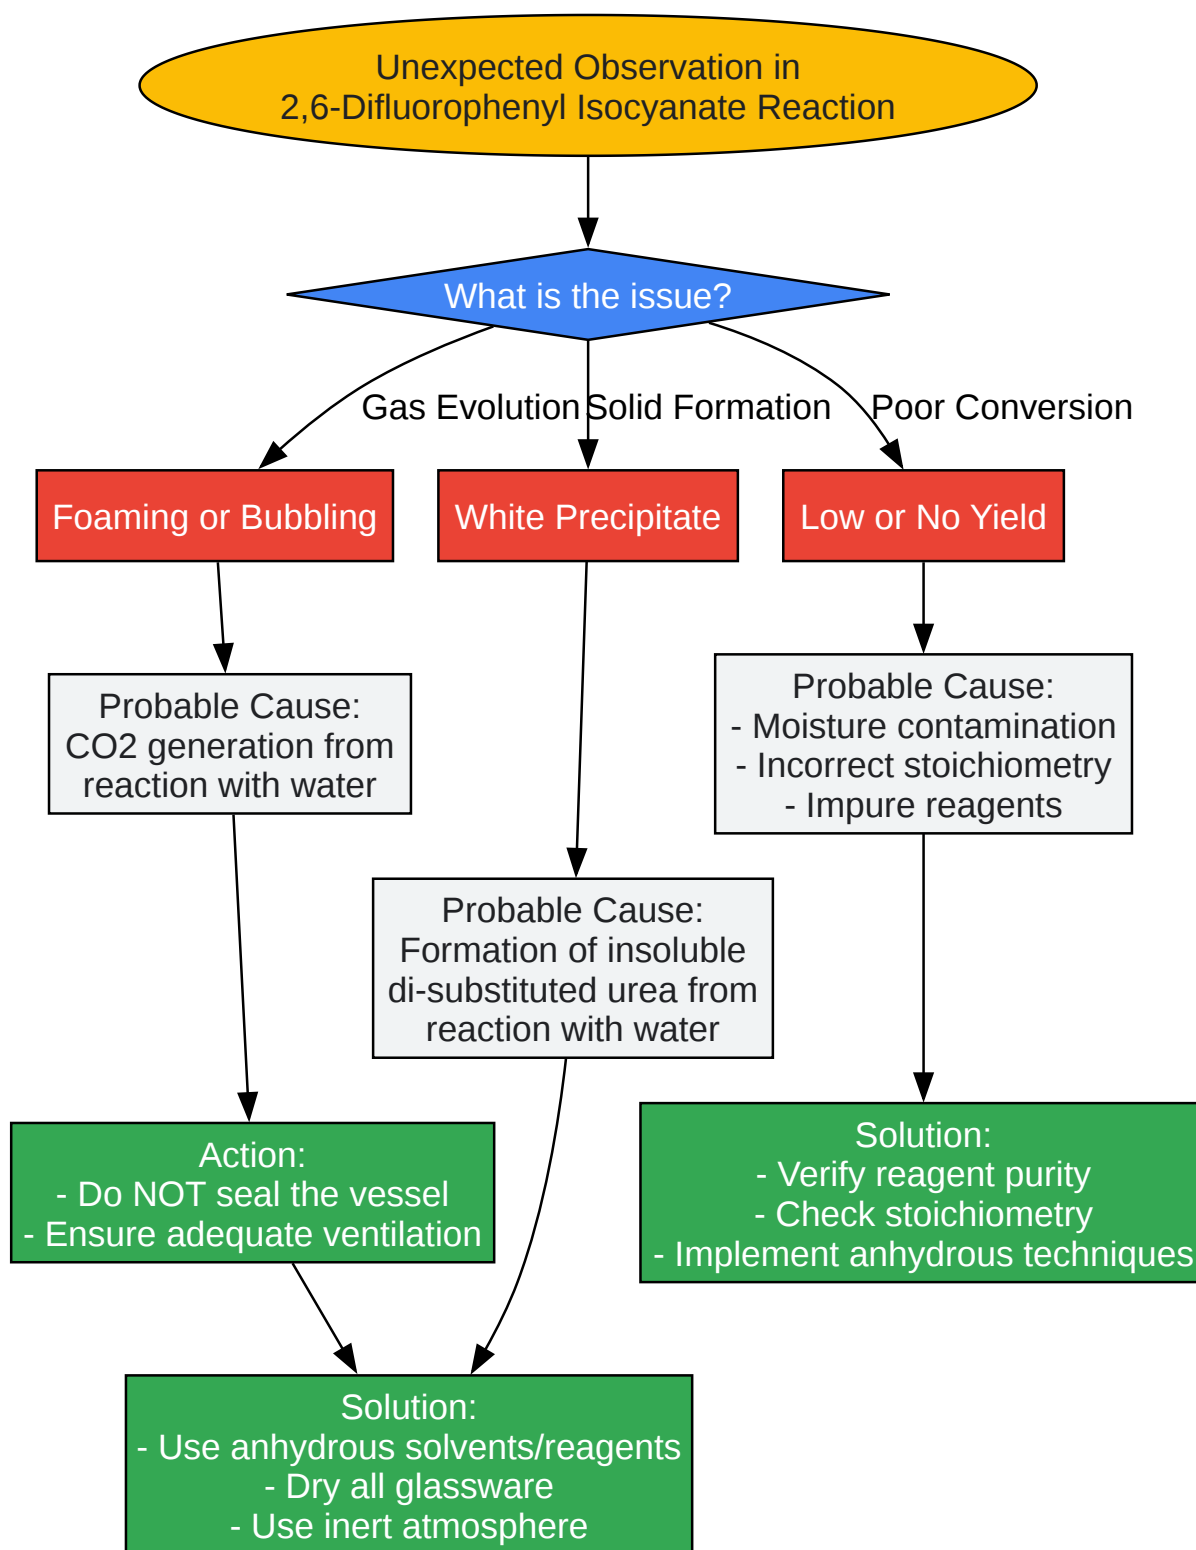 Unexpected Observation in
2,6-Difluorophenyl Isocyanate Reaction
What is the issue?
Gas Evolution
Solid Formation
Poor Conversion
Foaming or Bubbling
White Precipitate
Low or No Yield
Probable Cause:
CO2 generation from
reaction with water
Probable Cause:
- Moisture contamination
- Incorrect stoichiometry
- Impure reagents
Probable Cause:
Formation of insoluble
di-substituted urea from
reaction with water
Action:
- Do NOT seal the vessel
- Ensure adequate ventilation
Solution:
- Verify reagent purity
- Check stoichiometry
- Implement anhydrous techniques
Solution:
- Use anhydrous solvents/reagents
- Dry all glassware
- Use inert atmosphere